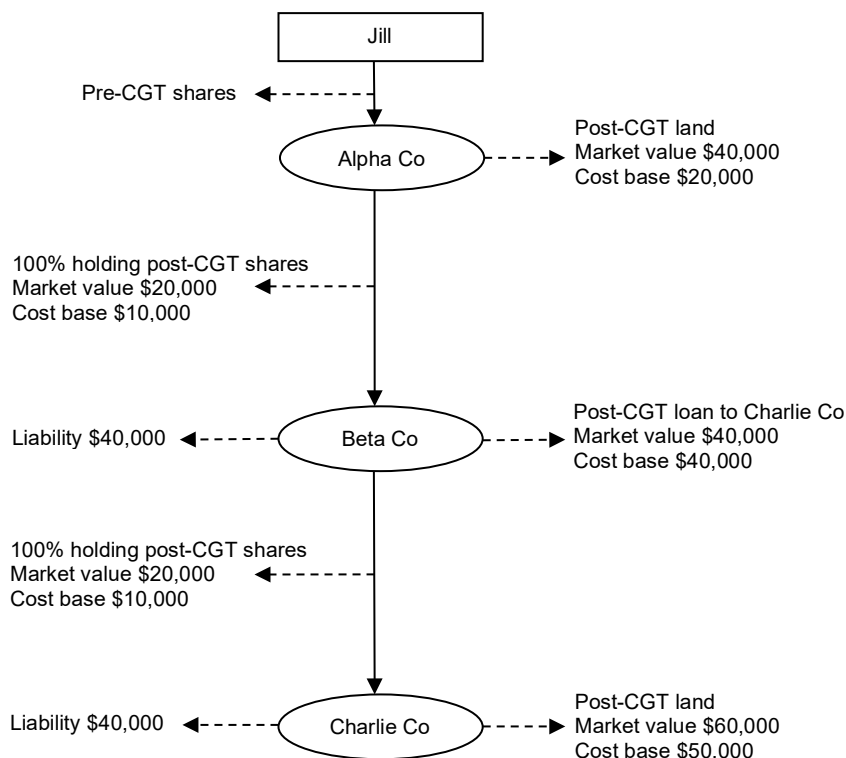 Jill
Pre-CGT shares
Alpha Co
Post-CGT land
Market value $40,000
Cost base $20,000
100% holding post-CGT shares
Market value $20,000
Cost base $10,000
Liability $40,000
Beta Co
Post-CGT loan to Charlie Co
Market value $40,000
Cost base $40,000
100% holding post-CGT shares
Market value $20,000
Cost base $10,000
Liability $40,000
Charlie Co
Post-CGT land
Market value $60,000
Cost base $50,000